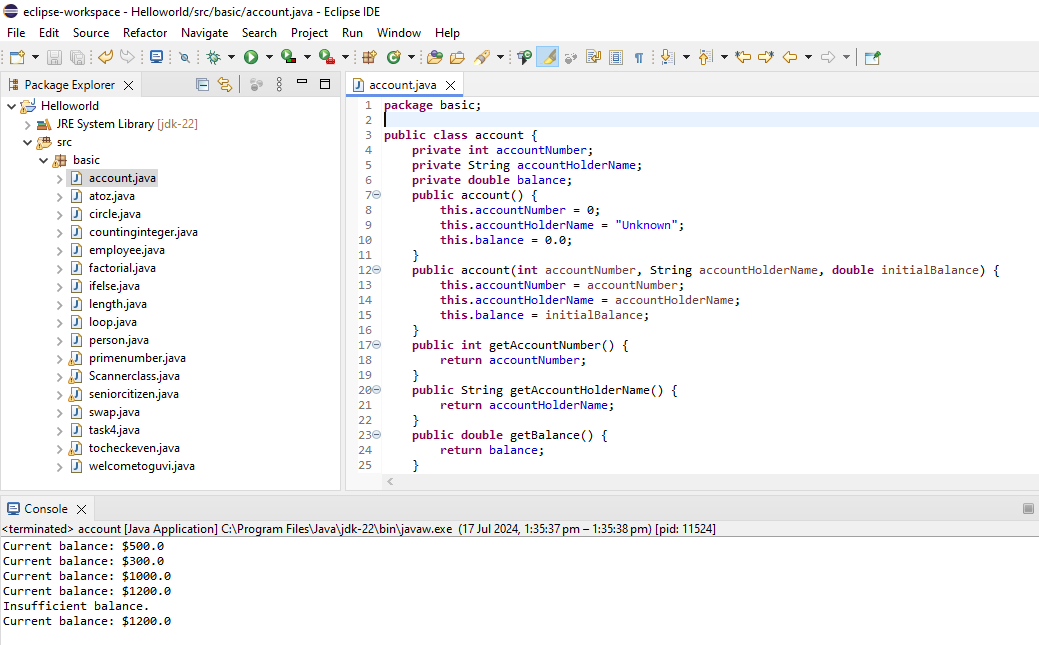 eclipse-workspace - Helloworld/src/basic/account.java - Eclipse IDE
File Edit Source Refactor Navigate Search Project Run Window Help
Package Explorer
Helloworld
JRE System Library [jdk-22]
src
basic
account.java
atoz.java
circle.java
countinginteger.java
employee.java
factorial.java
ifelse.java
length.java
loop.java
person.java
primenumber.java
Scannerclass.java
seniorcitizen.java
swap.java
task4.java
tocheckeven.java
welcometoguvi.java
account.java
1 package basic;
2
3 public class account {
4     private int accountNumber;
5     private String accountHolderName;
6     private double balance;
7     public account() {
8         this.accountNumber = 0;
9         this.accountHolderName = "Unknown";
10         this.balance = 0.0;
11     }
12     public account(int accountNumber, String accountHolderName, double initialBalance) {
13         this.accountNumber = accountNumber;
14         this.accountHolderName = accountHolderName;
15         this.balance = initialBalance;
16     }
17     public int getAccountNumber() {
18         return accountNumber;
19     }
20     public String getAccountHolderName() {
21         return accountHolderName;
22     }
23     public double getBalance() {
24         return balance;
25     }
Console
<terminated> account [Java Application] C:\Program Files\Java\jdk-22\bin\javaw.exe (17 Jul 2024, 1:35:37 pm – 1:35:38 pm) [pid: 11524]
Current balance: $500.0
Current balance: $300.0
Current balance: $1000.0
Current balance: $1200.0
Insufficient balance.
Current balance: $1200.0